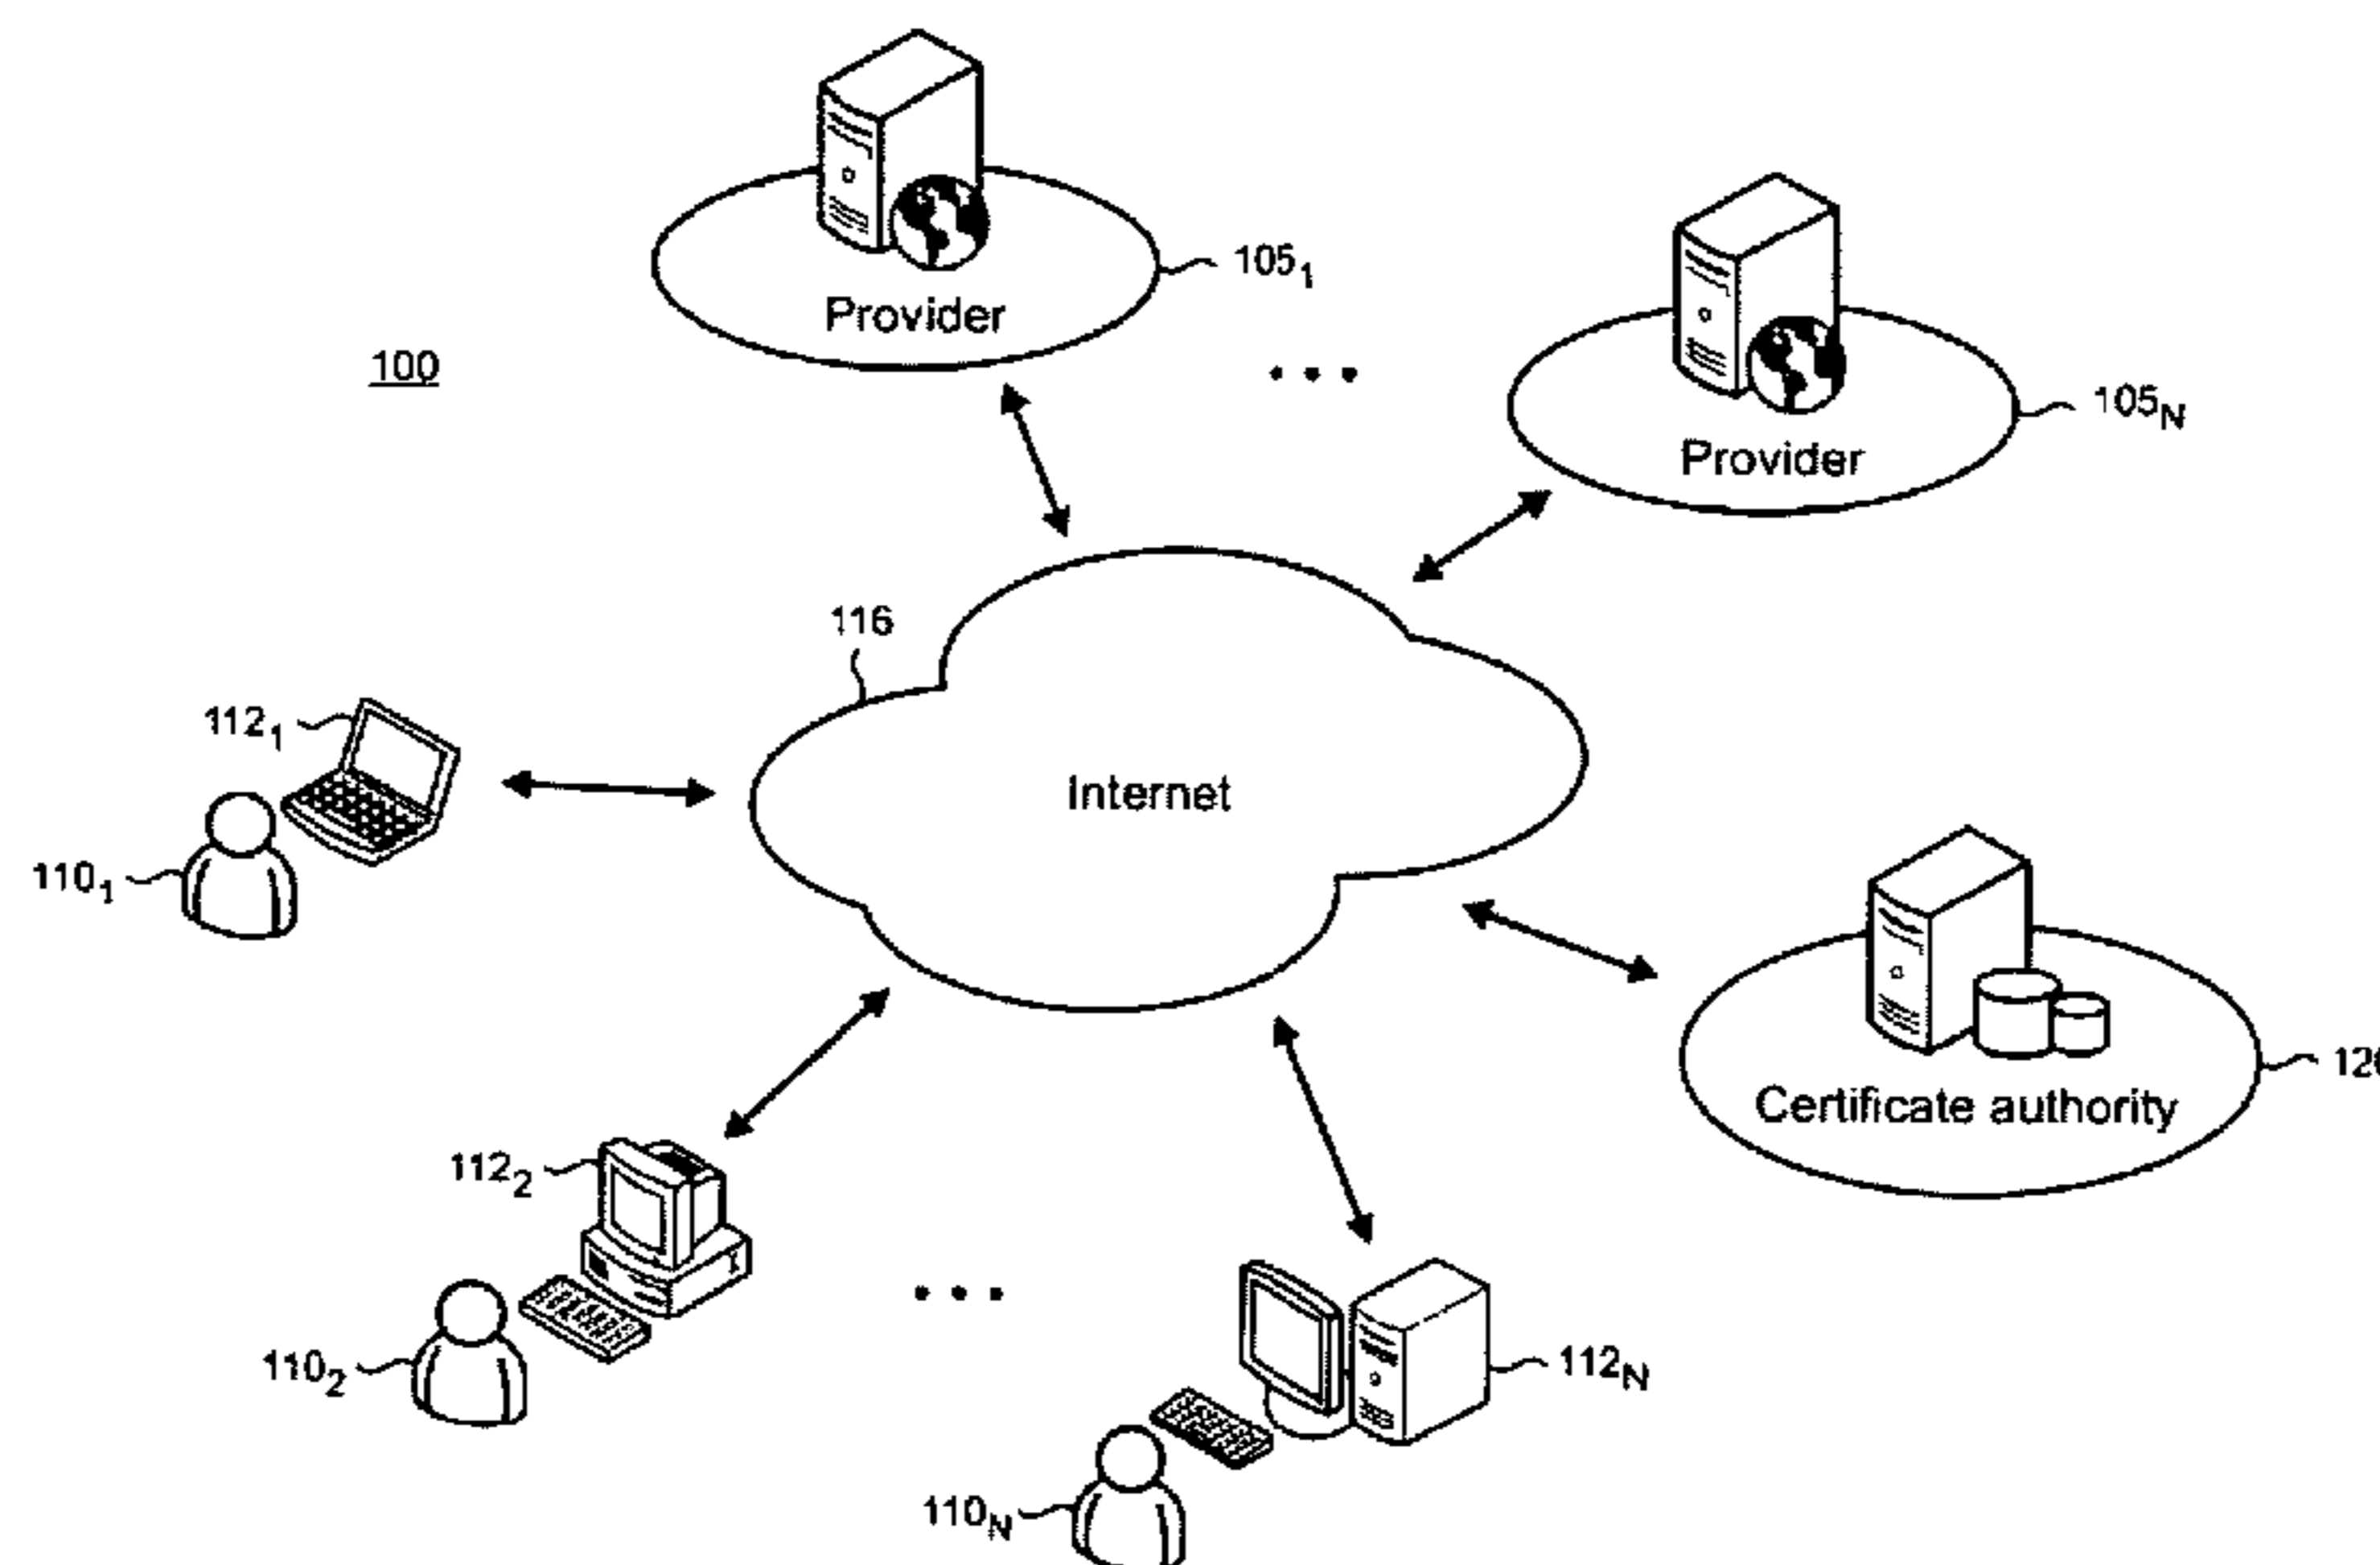 105₁
Provider
100
105N
Provider
116
112₁
Internet
110₁
Certificate authority
112₂
110₂
112N
110N